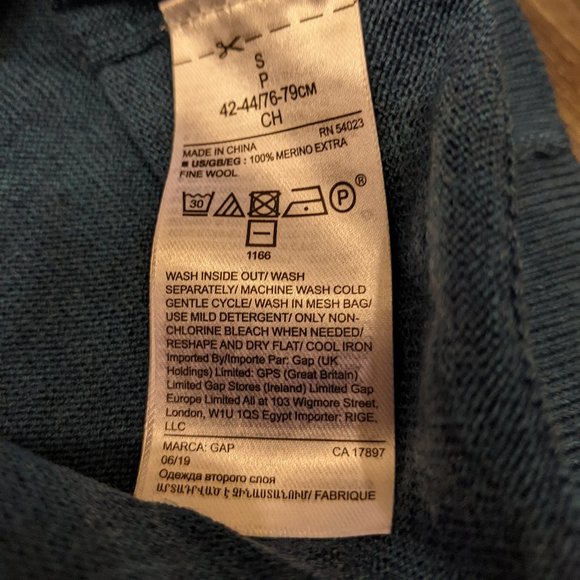 S
P
42-44/76-79СМ
CH
RN 54023
MADE IN CHINA
■ US/GB/EG : 100% MERINO EXTRA
FINE WOOL
30
P®
1166
WASH INSIDE OUT/ WASH
SEPARATELY/ MACHINE WASH COLD
GENTLE CYCLE/ WASH IN MESH BAG/
USE MILD DETERGENT/ ONLY NON-
CHLORINE BLEACH WHEN NEEDED/
RESHAPE AND DRY FLAT/ COOL IRON
Imported By/Importe Par: Gap (UK
Holdings) Limited: GPS (Great Britain)
Limited Gap Stores (Ireland) Limited Gap
Europe Limited All at 103 Wigmore Street,
London, W1U 1QS Egypt Importer: RIGE,
LLC
MARCA: GAP CA 17897
06/19
Одежда второго слоя
ԱՐՏԱԴՐՎԱԾ Է ՉԻՆԱՍՏԱՆՈՒՄ/ FABRIQUE